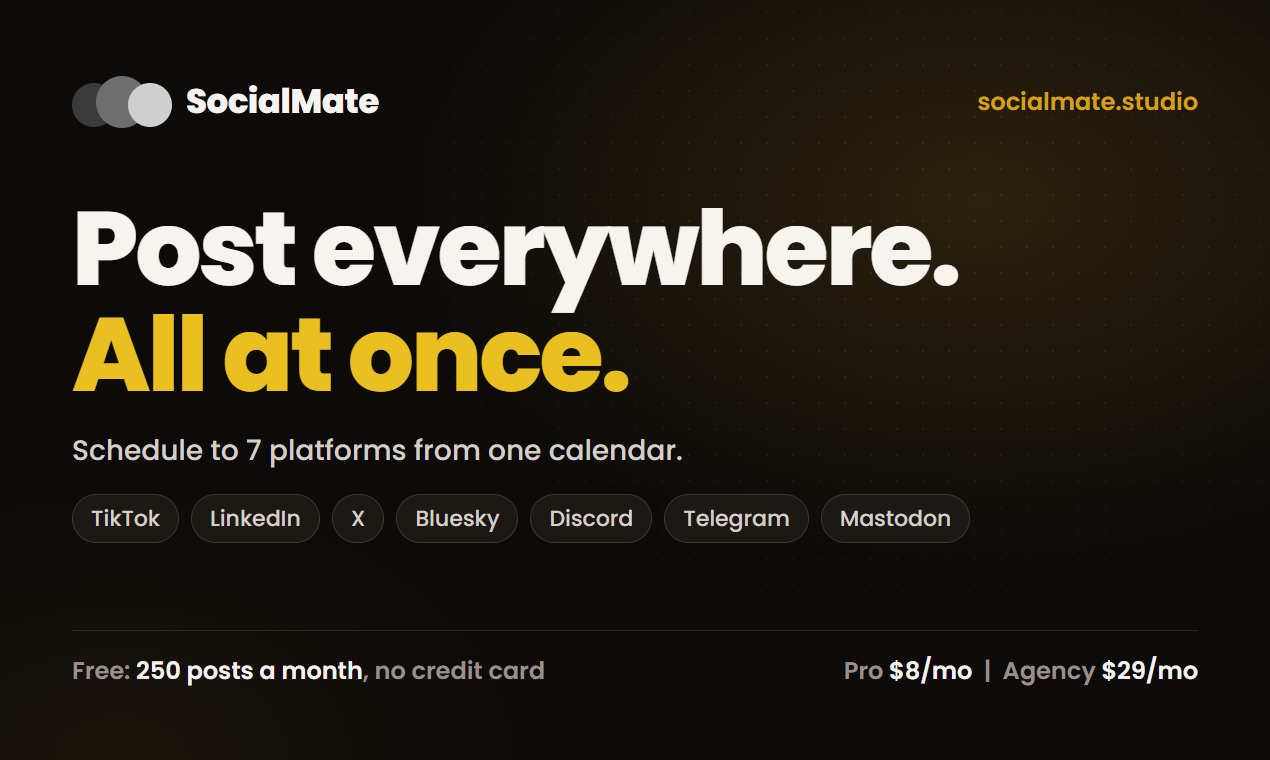 SocialMate
socialmate.studio
Post everywhere.
All at once.
Schedule to 7 platforms from one calendar.
TikTok LinkedIn X Bluesky Discord Telegram Mastodon
Free: 250 posts a month, no credit card
Pro $8/mo | Agency $29/mo